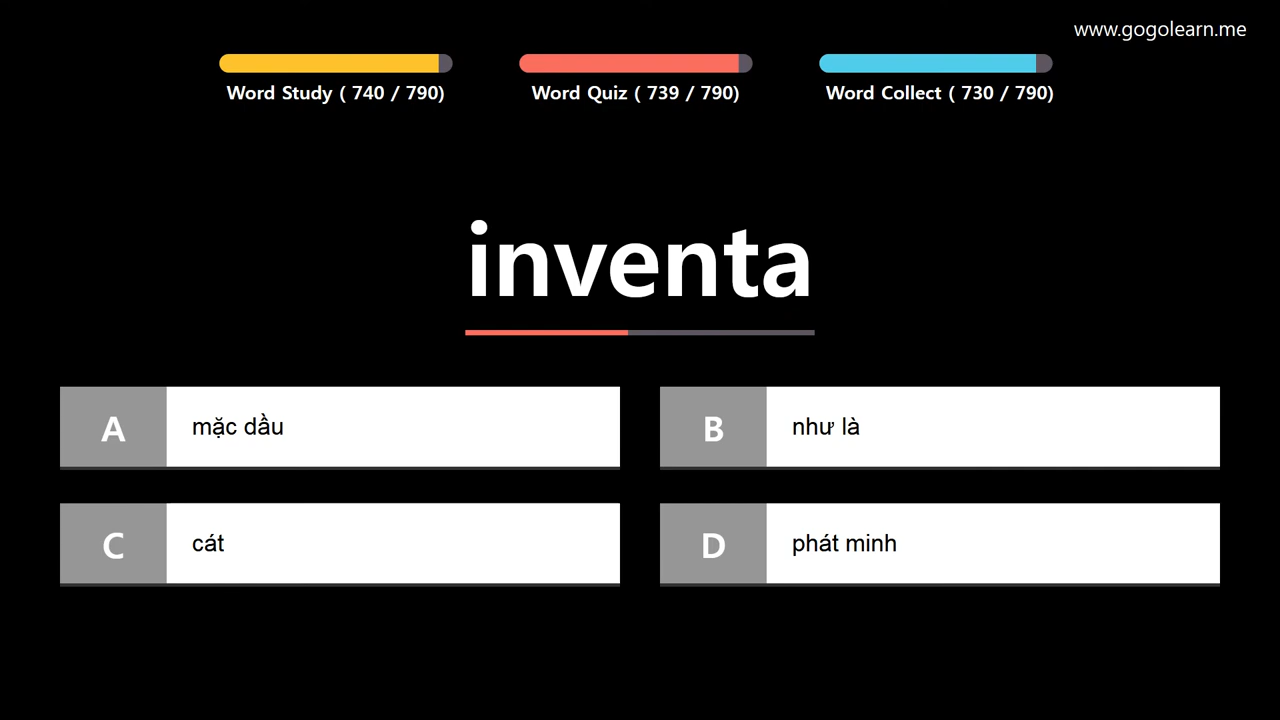 www.gogolearn.me
Word Study ( 740 / 790)
Word Quiz ( 739 / 790)
Word Collect ( 730 / 790)
inventa
A
mặc dầu
B
như là
C
cát
D
phát minh